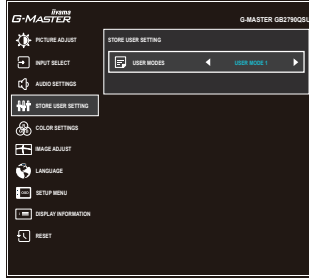 iiyama
G-MASTER
G-MASTER GB2790QSU
PICTURE ADJUST
INPUT SELECT
AUDIO SETTINGS
STORE USER SETTING
COLOR SETTINGS
IMAGE ADJUST
LANGUAGE
OSD SETUP MENU
DISPLAY INFORMATION
RESET
STORE USER SETTING
USER MODES USER MODE 1